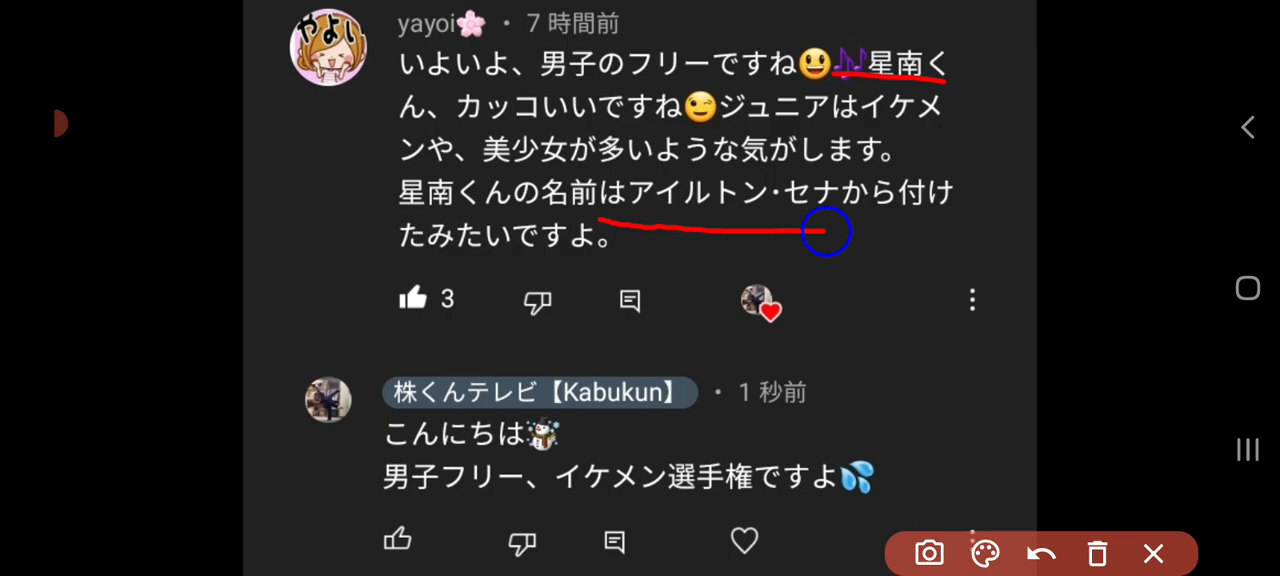 やよい
yayoi🌸 ・ 7 時間前
いよいよ、男子のフリーですね😃🎶星南く
ん、カッコいいですね😉ジュニアはイケメ
ンや、美少女が多いような気がします。
星南くんの名前はアイルトン·セナから付け
たみたいですよ。
3
株くんテレビ【Kabukun】 ・ 1 秒前
こんにちは☃️
男子フリー、イケメン選手権ですよ💦